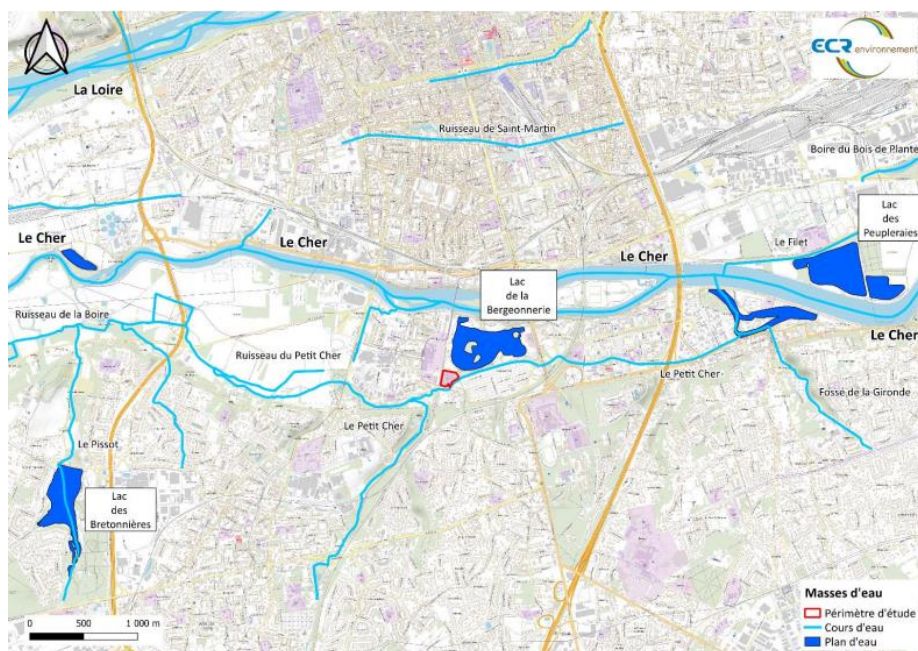 ECR environnement
La Loire
Ruisseau de Saint-Martin
Boire du Bois de Plante
Lac
des
Peupleraies
Le Filet
Le Cher
Le Cher
Le Cher
Lac
de la
Bergeonnerie
Ruisseau de la Boire
Le Cher
Ruisseau du Petit Cher
Le Petit Cher
Fossé de la Gironde
Le Petit Cher
Le Pissot
Lac
des
Bretonnières
Masses d'eau
Périmètre d'étude
Cours d'eau
Plan d'eau
0 500 1 000 m